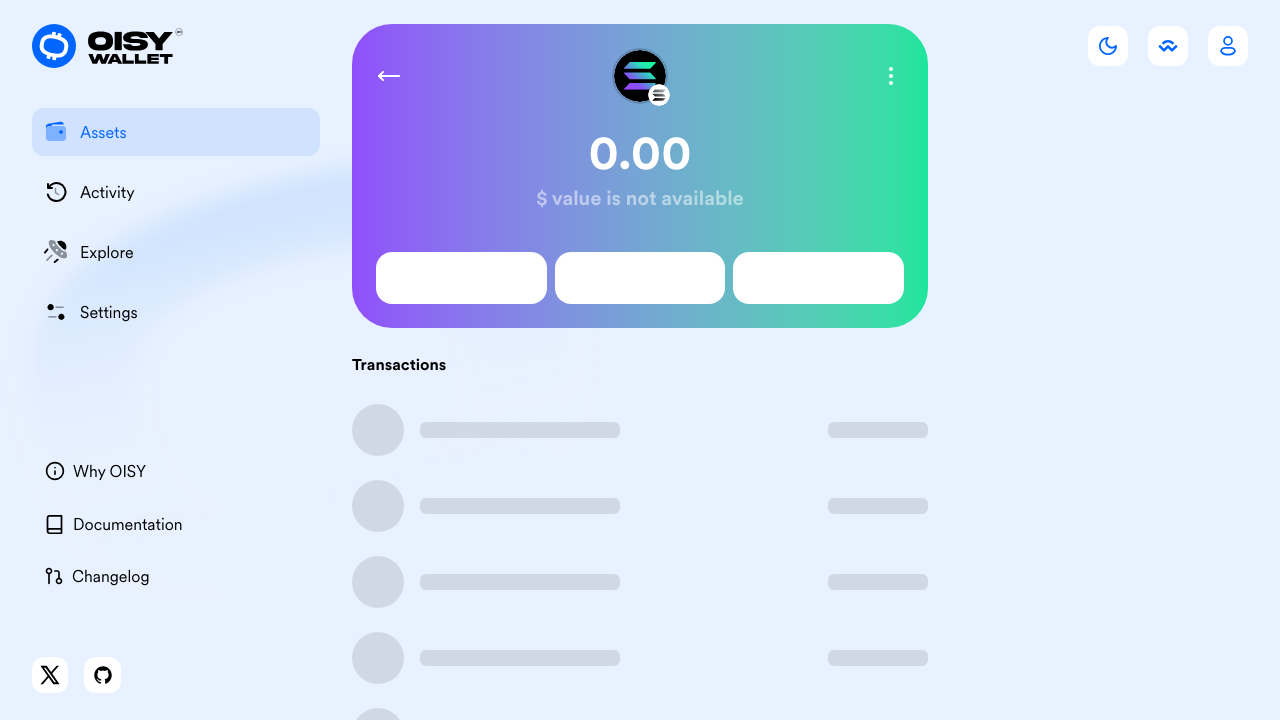 OISY
WALLET
Assets
Activity
Explore
Settings
Why OISY
Documentation
Changelog
0.00
$ value is not available
Transactions